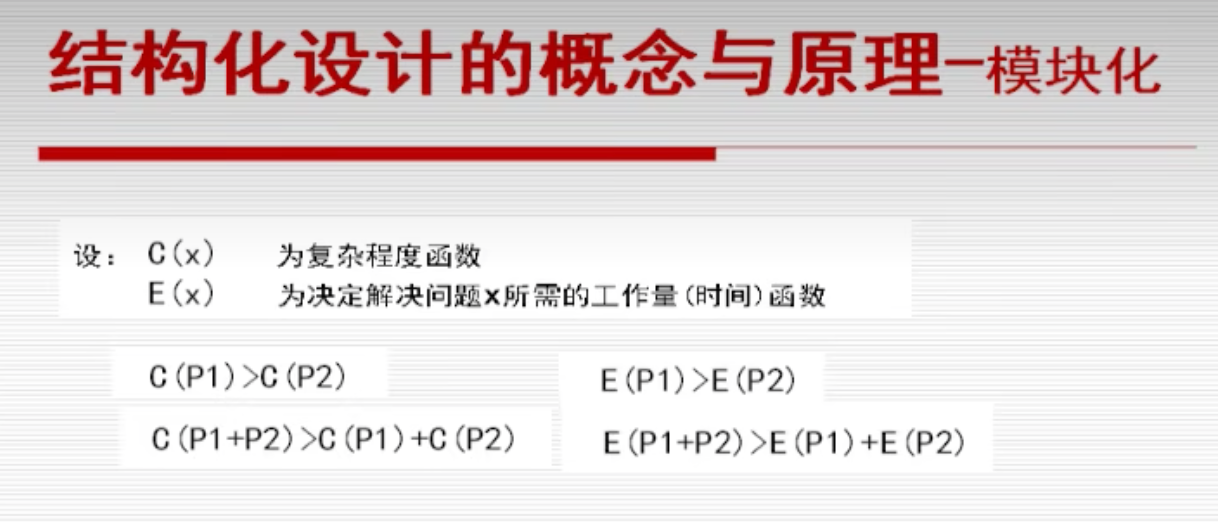 结构化设计的概念与原理—模块化
设: C(x) 为复杂程度函数
E(x) 为决定解决问题x所需的工作量(时间)函数
C(P1)>C(P2) E(P1)>E(P2)
C(P1+P2)>C(P1)+C(P2) E(P1+P2)>E(P1)+E(P2)